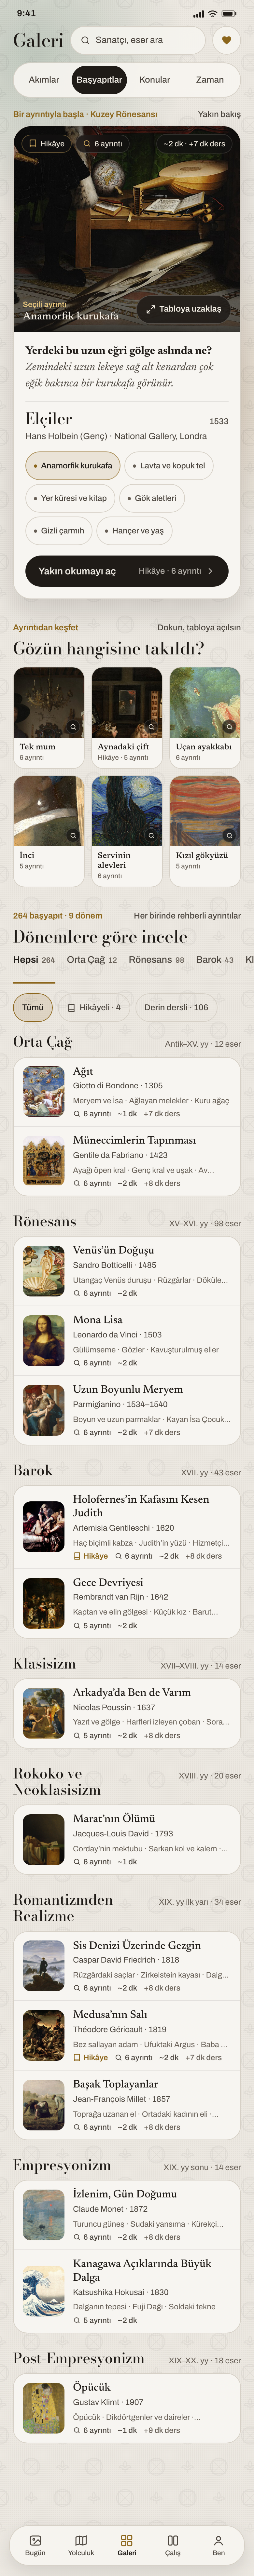 9:41
Galeri
Sanatçı, eser ara
Akımlar
Başyapıtlar
Konular
Zaman
Bir ayrıntıyla başla · Kuzey Rönesansı
Yakın bakış
Hikâye
6 ayrıntı
~2 dk · +7 dk ders
Seçili ayrıntı
Anamorfik kurukafa
Tabloya uzaklaş
Yerdeki bu uzun eğri gölge aslında ne?
Zemindeki uzun lekeye sağ alt kenardan çok
eğik bakınca bir kurukafa görünür.
Elçiler
1533
Hans Holbein (Genç) · National Gallery, Londra
Anamorfik kurukafa
Lavta ve kopuk tel
Yer küresi ve kitap
Gök aletleri
Gizli çarmıh
Hançer ve yaş
Yakın okumayı aç
Hikâye · 6 ayrıntı
Ayrıntıdan keşfet
Dokun, tabloya açılsın
Gözün hangisine takıldı?
Tek mum
6 ayrıntı
Aynadaki çift
Hikâye · 5 ayrıntı
Uçan ayakkabı
6 ayrıntı
İnci
5 ayrıntı
Servinin
alevleri
6 ayrıntı
Kızıl gökyüzü
5 ayrıntı
264 başyapıt · 9 dönem
Her birinde rehberli ayrıntılar
Dönemlere göre incele
Hepsi 264
Orta Çağ 12
Rönesans 98
Barok 43
Kl
Tümü
Hikâyeli · 4
Derin dersli · 106
Orta Çağ
Antik–XV. yy · 12 eser
Ağıt
Giotto di Bondone · 1305
Meryem ve İsa · Ağlayan melekler · Kuru ağaç
6 ayrıntı ~1 dk +7 dk ders
Müneccimlerin Tapınması
Gentile da Fabriano · 1423
Ayağı öpen kral · Genç kral ve uşak · Av…
6 ayrıntı ~2 dk +8 dk ders
Rönesans
XV–XVI. yy · 98 eser
Venüs’ün Doğuşu
Sandro Botticelli · 1485
Utangaç Venüs duruşu · Rüzgârlar · Döküle…
6 ayrıntı ~2 dk
Mona Lisa
Leonardo da Vinci · 1503
Gülümseme · Gözler · Kavuşturulmuş eller
6 ayrıntı ~2 dk
Uzun Boyunlu Meryem
Parmigianino · 1534–1540
Boyun ve uzun parmaklar · Kayan İsa Çocuk…
6 ayrıntı ~2 dk +7 dk ders
Barok
XVII. yy · 43 eser
Holofernes’in Kafasını Kesen
Judith
Artemisia Gentileschi · 1620
Haç biçimli kabza · Judith’in yüzü · Hizmetçi…
Hikâye 6 ayrıntı ~2 dk +8 dk ders
Gece Devriyesi
Rembrandt van Rijn · 1642
Kaptan ve elin gölgesi · Küçük kız · Barut…
5 ayrıntı ~2 dk
Klasisizm
XVII–XVIII. yy · 14 eser
Arkadya’da Ben de Varım
Nicolas Poussin · 1637
Yazıt ve gölge · Harfleri izleyen çoban · Sora…
6 ayrıntı ~2 dk +7 dk ders
Rokoko ve
Neoklasisizm
XVIII. yy · 20 eser
Marat’nın Ölümü
Jacques-Louis David · 1793
Corday’nin mektubu · Sarkan kol ve kalem ·…
6 ayrıntı ~1 dk
Romantizmden
Realizme
XIX. yy ilk yarı · 34 eser
Sis Denizi Üzerinde Gezgin
Caspar David Friedrich · 1818
Rüzgârdaki saçlar · Zirkelstein kayası · Dalg…
6 ayrıntı ~2 dk +8 dk ders
Medusa’nın Salı
Théodore Géricault · 1819
Bez sallayan adam · Ufuktaki Argus · Baba …
Hikâye 6 ayrıntı ~2 dk +7 dk ders
Başak Toplayanlar
Jean-François Millet · 1857
Toprağa uzanan el · Ortadaki kadının eli ·…
6 ayrıntı ~2 dk +8 dk ders
Empresyonizm
XIX. yy sonu · 14 eser
İzlenim, Gün Doğumu
Claude Monet · 1872
Turuncu güneş · Sudaki yansıma · Kürekçi…
6 ayrıntı ~2 dk +8 dk ders
Kanagawa Açıklarında Büyük
Dalga
Katsushika Hokusai · 1830
Dalganın tepesi · Fuji Dağı · Soldaki tekne
5 ayrıntı ~2 dk
Post-Empresyonizm
XIX–XX. yy · 18 eser
Öpücük
Gustav Klimt · 1907
Öpücük · Dikdörtgenler ve daireler ·…
6 ayrıntı ~1 dk +9 dk ders
Bugün
Yolculuk
Galeri
Çalış
Ben